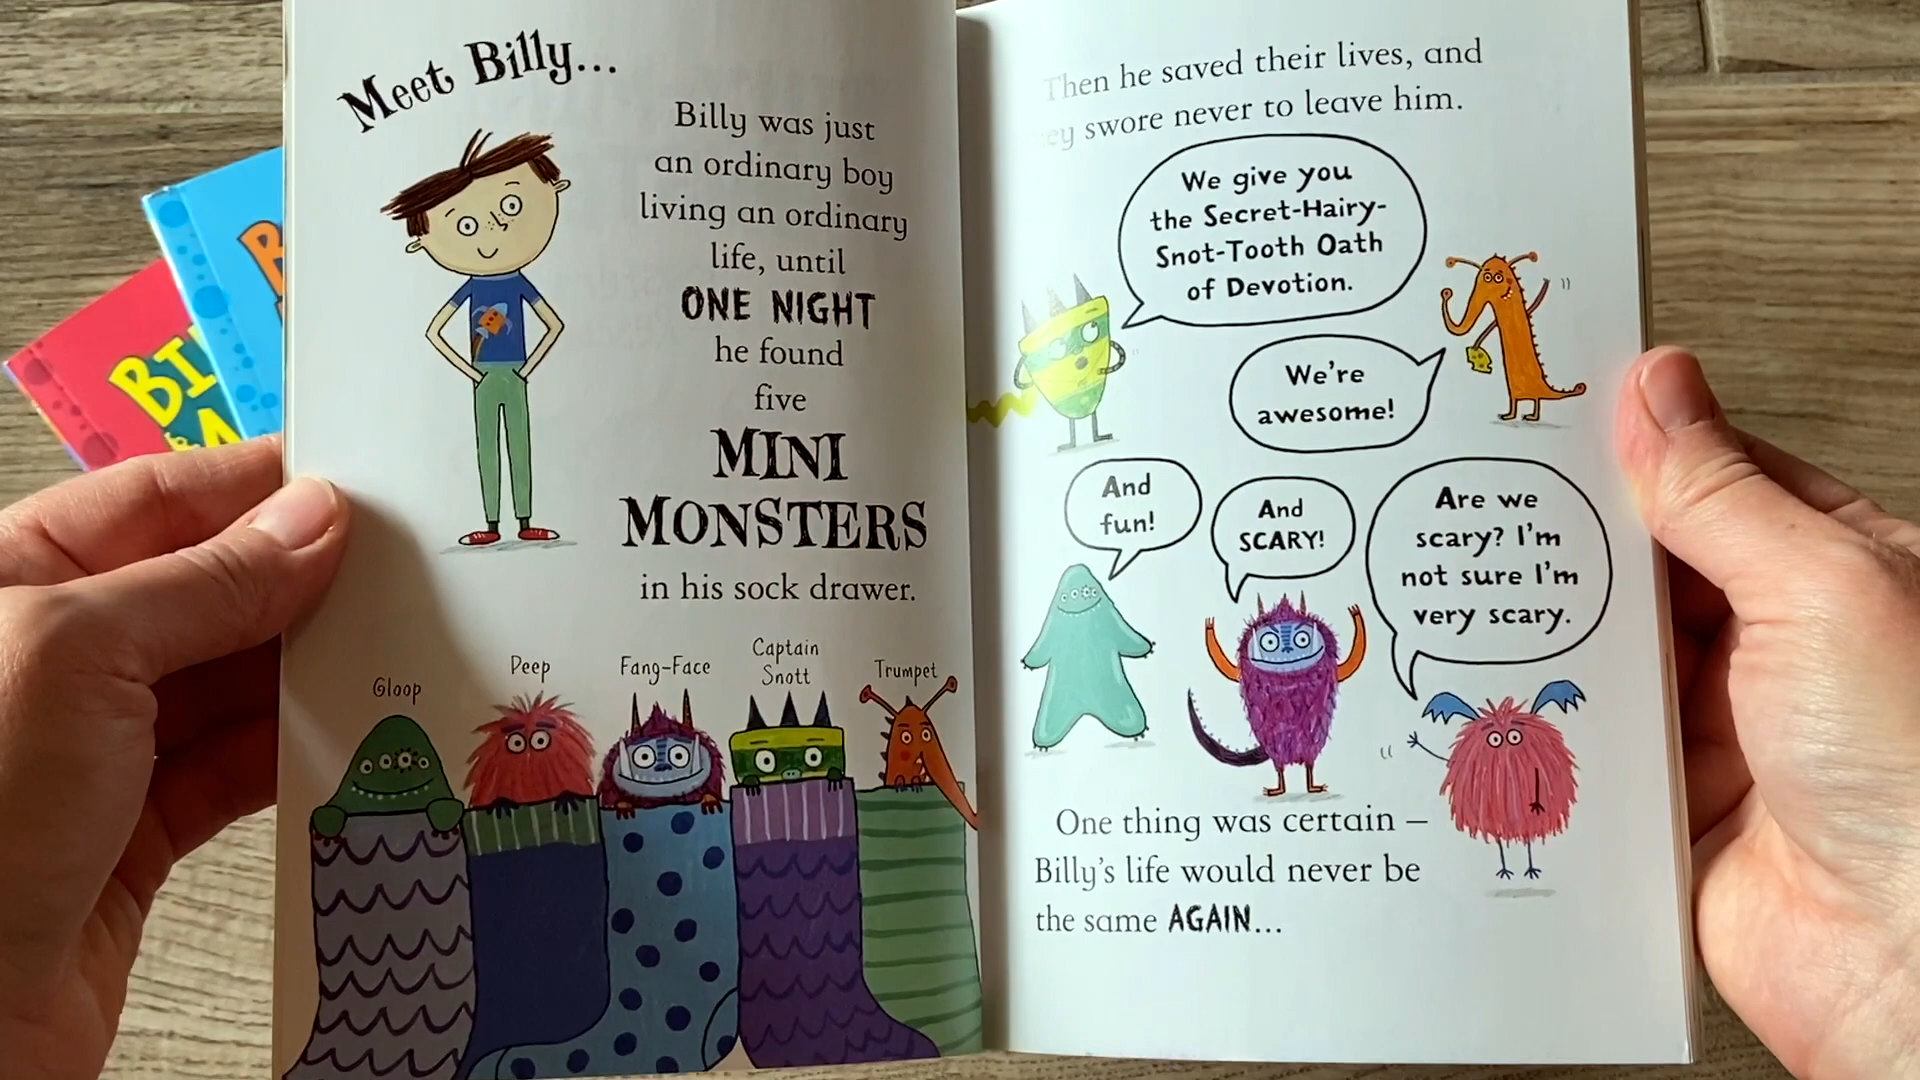 Meet Billy...
Billy was just
an ordinary boy
living an ordinary
life, until
ONE NIGHT
he found
five
MINI
MONSTERS
in his sock drawer.
Gloop
Peep
Fang-Face
Captain
Snott
Trumpet
Then he saved their lives, and
swore never to leave him.
We give you
the Secret-Hairy-
Snot-Tooth Oath
of Devotion.
We're
awesome!
And
fun!
And
SCARY!
Are we
scary? I'm
not sure I'm
very scary.
One thing was certain –
Billy's life would never be
the same AGAIN...